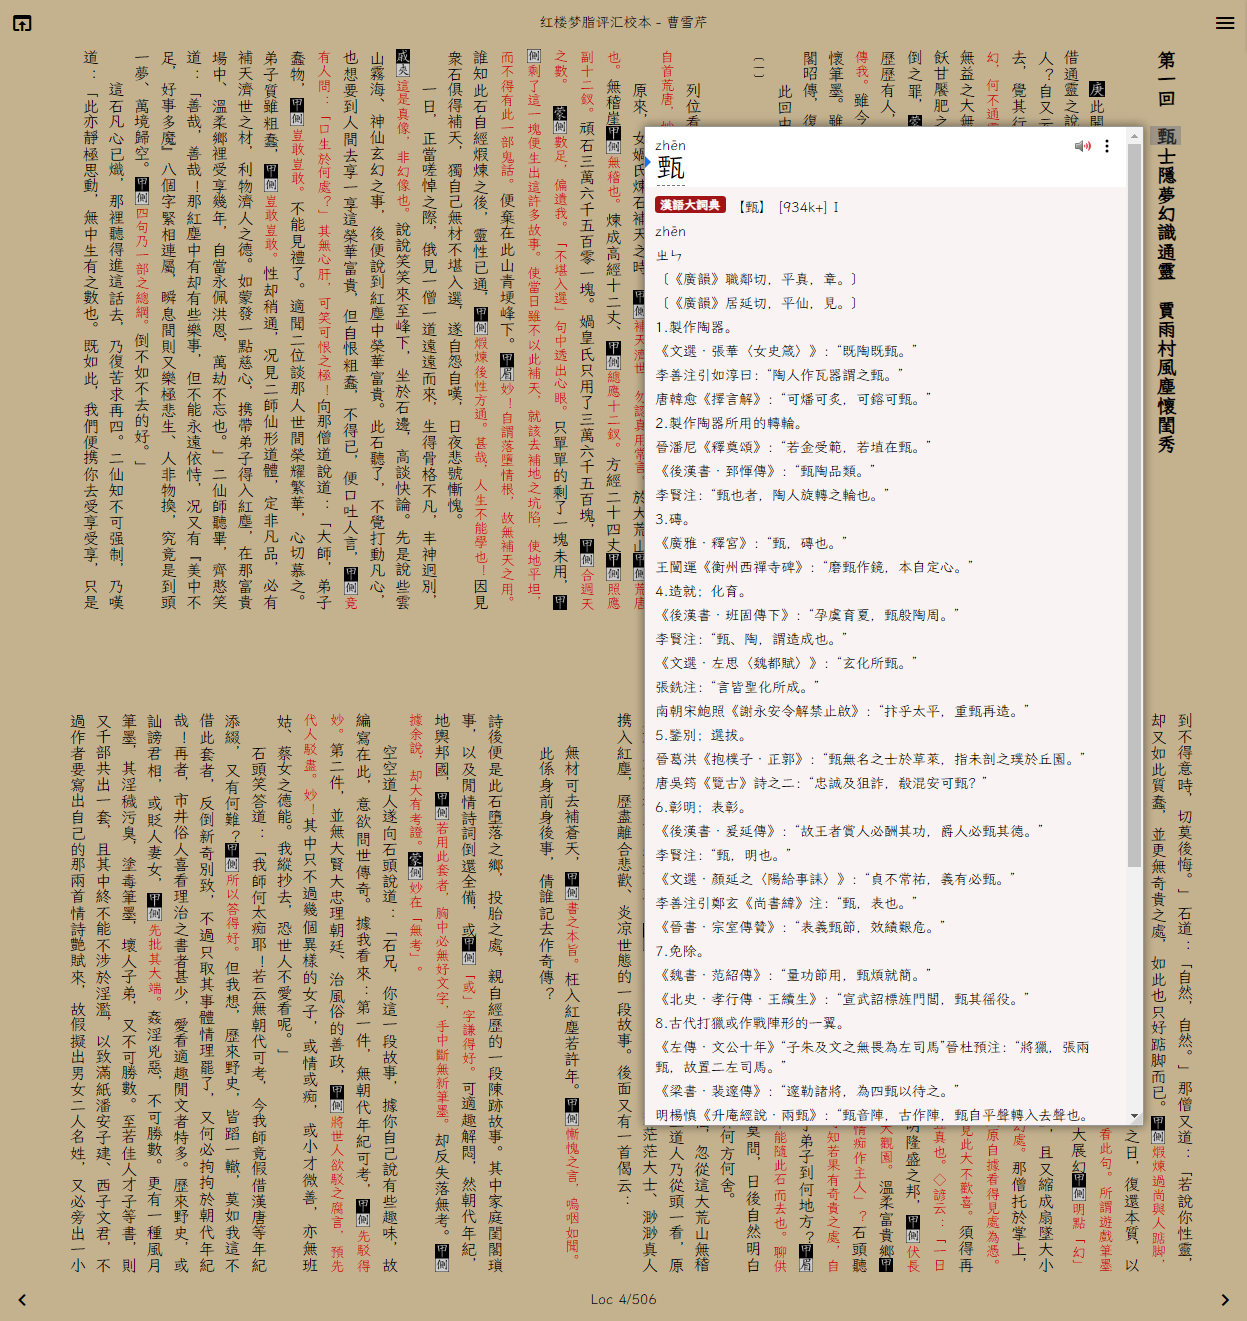 红楼梦脂评汇校本 - 曹雪芹
第一回　甄士隱夢幻識通靈　賈雨村風塵懷閨秀
庚此開
借通靈之說
人？自又云
去，覺其行
幻，何不通
無益之大無
飫甘饜肥之
倒之罪，蒙
歷歷有人，
傳我。雖今
懷筆墨。雖
閣昭傳，復
此回中
﹝一﹞
列位看
自首荒唐，妙
原來，女媧氏煉石補天之時，甲側補天濟世，勿認真用常言。於大荒山甲側荒唐
也。無稽崖甲側無稽也。煉成高經十二丈、甲側總應十二釵。方經二十四丈甲側照應
副十二釵。頑石三萬六千五百零一塊。媧皇氏只用了三萬六千五百塊，甲側合週天
之數。蒙側數足，偏遺我。「不堪入選」句中透出心眼。只單單的剩了一塊未用，甲
側剩了這一塊便生出這許多故事。使當日雖不以此補天，就該去補地之坑陷，使地平坦，
而不得有此一部鬼話。便棄在此山青埂峰下。甲眉妙！自謂落墮情根，故無補天之用。
誰知此石自經煆煉之後，靈性已通，甲側煆煉後性方通。甚哉，人生不能學也！因見
衆石俱得補天，獨自己無材不堪入選，遂自怨自嘆，日夜悲號慚愧。
一日，正當嗟悼之際，俄見一僧一道遠遠而來，生得骨格不凡，丰神迥別，
戚夾這是真像，非幻像也。說說笑笑來至峰下，坐於石邊，高談快論。先是說些雲
山霧海、神仙玄幻之事，後便說到紅塵中榮華富貴。此石聽了，不覺打動凡心，
也想要到人間去享一享這榮華富貴，但自恨粗蠢，不得已，便口吐人言，甲側竟
有人問：「口生於何處？」其無心肝，可笑可恨之極！向那僧道說道：「大師，弟子
蠢物，甲側豈敢豈敢。不能見禮了。適聞二位談那人世間榮耀繁華，心切慕之。
弟子質雖粗蠢，甲側豈敢豈敢。性却稍通，況見二師仙形道體，定非凡品，必有
補天濟世之材，利物濟人之德。如蒙發一點慈心，携帶弟子得入紅塵，在那富貴
場中、溫柔鄉裡受享幾年，自當永佩洪恩，萬劫不忘也。」二仙師聽畢，齊憨笑
道：「善哉，善哉！那紅塵中有却有些樂事，但不能永遠依恃，況又有『美中不
足，好事多魔』八個字緊相連屬，瞬息間則又樂極悲生、人非物換，究竟是到頭
一夢、萬境歸空。甲側四句乃一部之總綱。倒不如不去的好。」
這石凡心已熾，那裡聽得進這話去，乃復苦求再四。二仙知不可强制，乃嘆
道：「此亦靜極思動，無中生有之數也。既如此，我們便携你去受享受享，只是
zhēn
甄
漢語大詞典 【甄】 [934k+] I
zhēn
ㄓㄣ
〔《廣韻》職鄰切，平真，章。〕
〔《廣韻》居延切，平仙，見。〕
1.製作陶器。
《文選·張華〈女史箴〉》：“既陶既甄。”
李善注引如淳曰：“陶人作瓦器謂之甄。”
唐韓愈《擇言解》：“可燔可炙，可鎔可甄。”
2.製作陶器所用的轉輪。
晉潘尼《釋奠頌》：“若金受範，若埴在甄。”
《後漢書·郅惲傳》：“甄陶品類。”
李賢注：“甄也者，陶人旋轉之輪也。”
3.磚。
《廣雅·釋宮》：“甄，磚也。”
王闓運《衡州西禪寺碑》：“磨甄作鏡，本自定心。”
4.造就；化育。
《後漢書·班固傳下》：“孕虞育夏，甄殷陶周。”
李賢注：“甄、陶，謂造成也。”
《文選·左思〈魏都賦〉》：“玄化所甄。”
張銑注：“言皆聖化所成。”
南朝宋鮑照《謝永安令解禁止啟》：“抃乎太平，重甄再造。”
5.鑒別；選拔。
晉葛洪《抱樸子·正郭》：“甄無名之士於草萊，指未剖之璞於丘園。”
唐吳筠《覽古》詩之二：“忠誠及狙詐，殽混安可甄？”
6.彰明；表彰。
《後漢書·爰延傳》：“故王者賞人必酬其功，爵人必甄其德。”
李賢注：“甄，明也。”
《文選·顏延之〈陽給事誄〉》：“貞不常祐，義有必甄。”
李善注引鄭玄《尚書緯》注：“甄，表也。”
《晉書·宗室傳贊》：“表義甄節，效績艱危。”
7.免除。
《魏書·范紹傳》：“量功節用，甄煩就簡。”
《北史·孝行傳·王續生》：“宣武詔標旌門閭，甄其徭役。”
8.古代打獵或作戰陣形的一翼。
《左傳·文公十年》“子朱及文之無畏為左司馬”晉杜預注：“將獵，張兩
甄，故置二左司馬。”
《梁書·裴邃傳》：“邃勒諸將，為四甄以待之。”
明楊慎《升庵經說·兩甄》：“甄音陣，古作陣，甄自平聲轉入去聲也。
到不得意時，切莫後悔。」石道：「自然，自然。」那僧又道：「若說你性靈，
却又如此質蠢，並更無奇貴之處，如此也只好踮脚而已。甲側煆煉過尚與人踮脚，
之日，復還本質，以
看此句。所謂遊戲筆墨
大展幻甲側明點「幻」
且又縮成扇墜大小
處。那僧托於掌上，
原自據看得見處為憑。
見此大不歡喜。須得再
真也。◇諺云：「一日
大觀園。溫柔富貴鄉甲
明隆盛之邦，甲側伏長
情痴作主人」？石頭聽
知若果有奇貴之處，自
了弟子到何地方？甲眉
能隨此石而去也。聊供
莫問，日後自然明白
何方何舍。
，忽從這大荒山無稽
道人乃從頭一看，原
茫茫大士、渺渺真人
携入紅塵，歷盡離合悲歡、炎凉世態的一段故事。後面又有一首偈云：
無材可去補蒼天，甲側書之本旨。枉入紅塵若許年。甲側慚愧之言，嗚咽如聞。
此係身前身後事，倩誰記去作奇傳？
詩後便是此石墮落之鄉，投胎之處，親自經歷的一段陳跡故事。其中家庭閨閣瑣
事，以及閒情詩詞倒還全備，或甲側「或」字謙得好。可適趣解悶，然朝代年紀，
地輿邦國，甲側若用此套者，胸中必無好文字，手中斷無新筆墨。却反失落無考。甲側
據余說，却大有考證。蒙側妙在「無考」。
空空道人遂向石頭說道：「石兄，你這一段故事，據你自己說有些趣味，故
編寫在此，意欲問世傳奇。據我看來：第一件，無朝代年紀可考，甲側先駁得
妙。第二件，並無大賢大忠理朝廷、治風俗的善政，甲側將世人欲駁之腐言，預先
代人駁盡。妙！其中只不過幾個異樣的女子，或情或痴，或小才微善，亦無班
姑、蔡女之德能。我縱抄去，恐世人不愛看呢。」
石頭笑答道：「我師何太痴耶！若云無朝代可考，今我師竟假借漢唐等年紀
添綴，又有何難？甲側所以答得好。但我想，歷來野史，皆蹈一轍，莫如我這不
借此套者，反倒新奇別致，不過只取其事體情理罷了，又何必拘拘於朝代年紀
哉！再者，市井俗人喜看理治之書者甚少，愛看適趣閒文者特多。歷來野史，或
訕謗君相，或貶人妻女，甲側先批其大端。姦淫兇惡，不可勝數。更有一種風月
筆墨，其淫穢污臭，塗毒筆墨，壞人子弟，又不可勝數。至若佳人才子等書，則
又千部共出一套，且其中終不能不涉於淫濫，以致滿紙潘安子建、西子文君，不
過作者要寫出自己的那兩首情詩艷賦來，故假擬出男女二人名姓，又必旁出一小
Loc 4/506